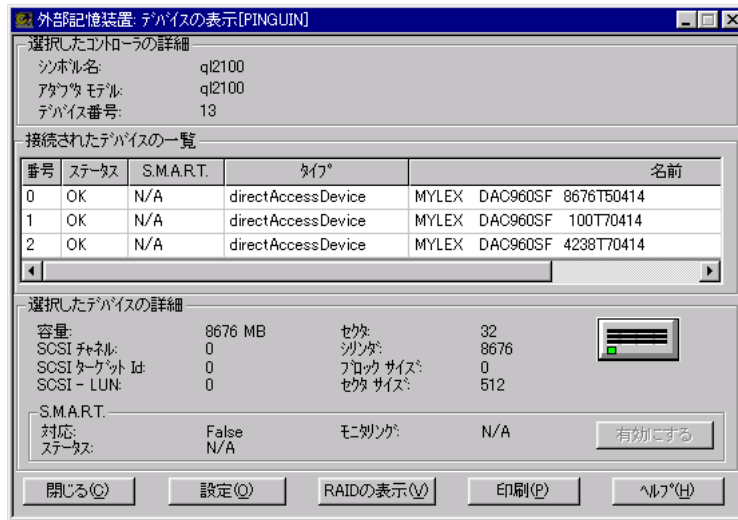 外部記憶装置: ﾃﾞﾊﾞｲｽの表示[PINGUIN]
選択したｺﾝﾄﾛｰﾗの詳細
ｼﾝﾎﾞﾙ名: ql2100
ｱﾀﾞﾌﾟﾀ ﾓﾃﾞﾙ: ql2100
ﾃﾞﾊﾞｲｽ番号: 13
接続されたﾃﾞﾊﾞｲｽの一覧
番号 ｽﾃｰﾀｽ S.M.A.R.T. ﾀｲﾌﾟ 名前
0 OK N/A directAccessDevice MYLEX DAC960SF 8676T50414
1 OK N/A directAccessDevice MYLEX DAC960SF 100T70414
2 OK N/A directAccessDevice MYLEX DAC960SF 4238T70414
選択したﾃﾞﾊﾞｲｽの詳細
容量: 8676 MB ｾｸﾀ: 32
SCSI ﾁｬﾈﾙ: 0 ｼﾘﾝﾀﾞ: 8676
SCSI ﾀｰｹﾞｯﾄ Id: 0 ﾌﾞﾛｯｸ ｻｲｽﾞ: 0
SCSI - LUN: 0 ｾｸﾀ ｻｲｽﾞ: 512
S.M.A.R.T.
対応: False ﾓﾆﾀﾘﾝｸﾞ: N/A 有効にする
ｽﾃｰﾀｽ: N/A
閉じる(C) 設定(O) RAIDの表示(V) 印刷(P) ﾍﾙﾌﾟ(H)